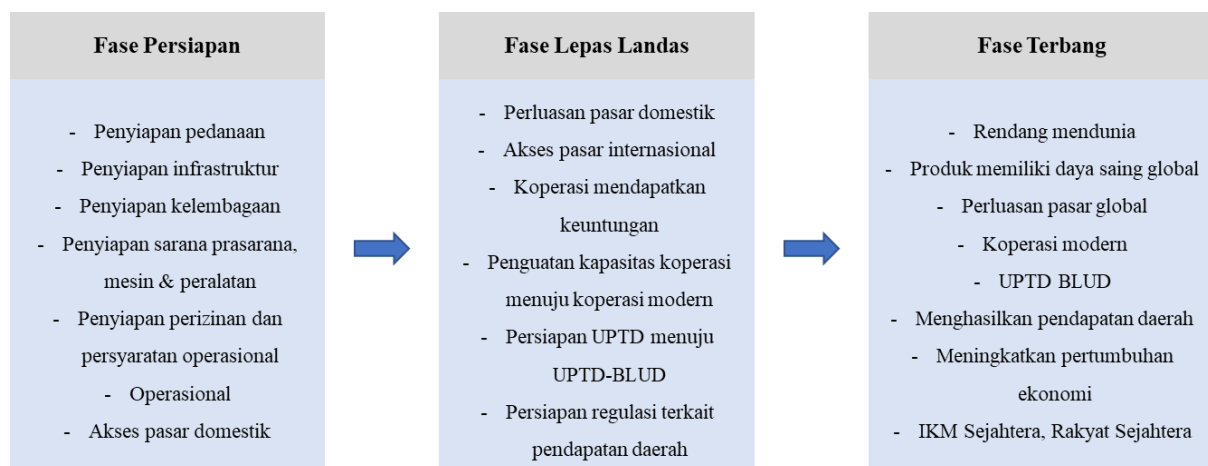 Fase Persiapan
- Penyiapan pedanaan
- Penyiapan infrastruktur
- Penyiapan kelembagaan
- Penyiapan sarana prasarana,
mesin & peralatan
- Penyiapan perizinan dan
persyaratan operasional
- Operasional
- Akses pasar domestik
Fase Lepas Landas
- Perluasan pasar domestik
- Akses pasar internasional
- Koperasi mendapatkan
keuntungan
- Penguatan kapasitas koperasi
menuju koperasi modern
- Persiapan UPTD menuju
UPTD-BLUD
- Persiapan regulasi terkait
pendapatan daerah
Fase Terbang
- Rendang mendunia
- Produk memiliki daya saing global
- Perluasan pasar global
- Koperasi modern
- UPTD BLUD
- Menghasilkan pendapatan daerah
- Meningkatkan pertumbuhan
ekonomi
- IKM Sejahtera, Rakyat Sejahtera